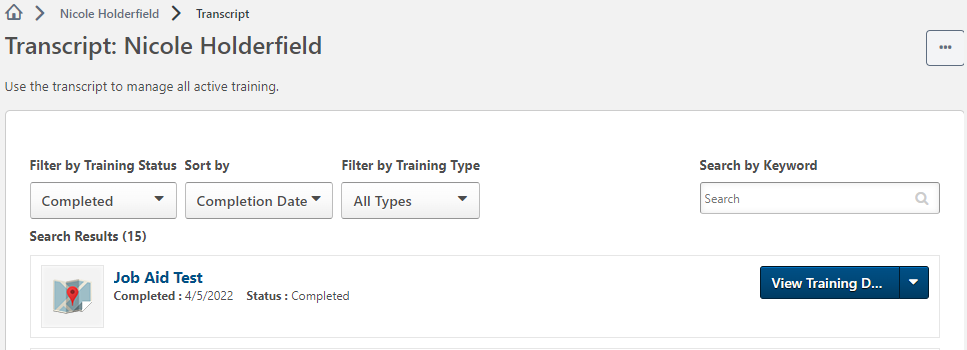 Nicole Holderfield Transcript
Transcript: Nicole Holderfield
...
Use the transcript to manage all active training.
Filter by Training Status Sort by Filter by Training Type Search by Keyword
Completed Completion Date All Types Search
Search Results (15)
Job Aid Test
Completed : 4/5/2022 Status : Completed
View Training D...